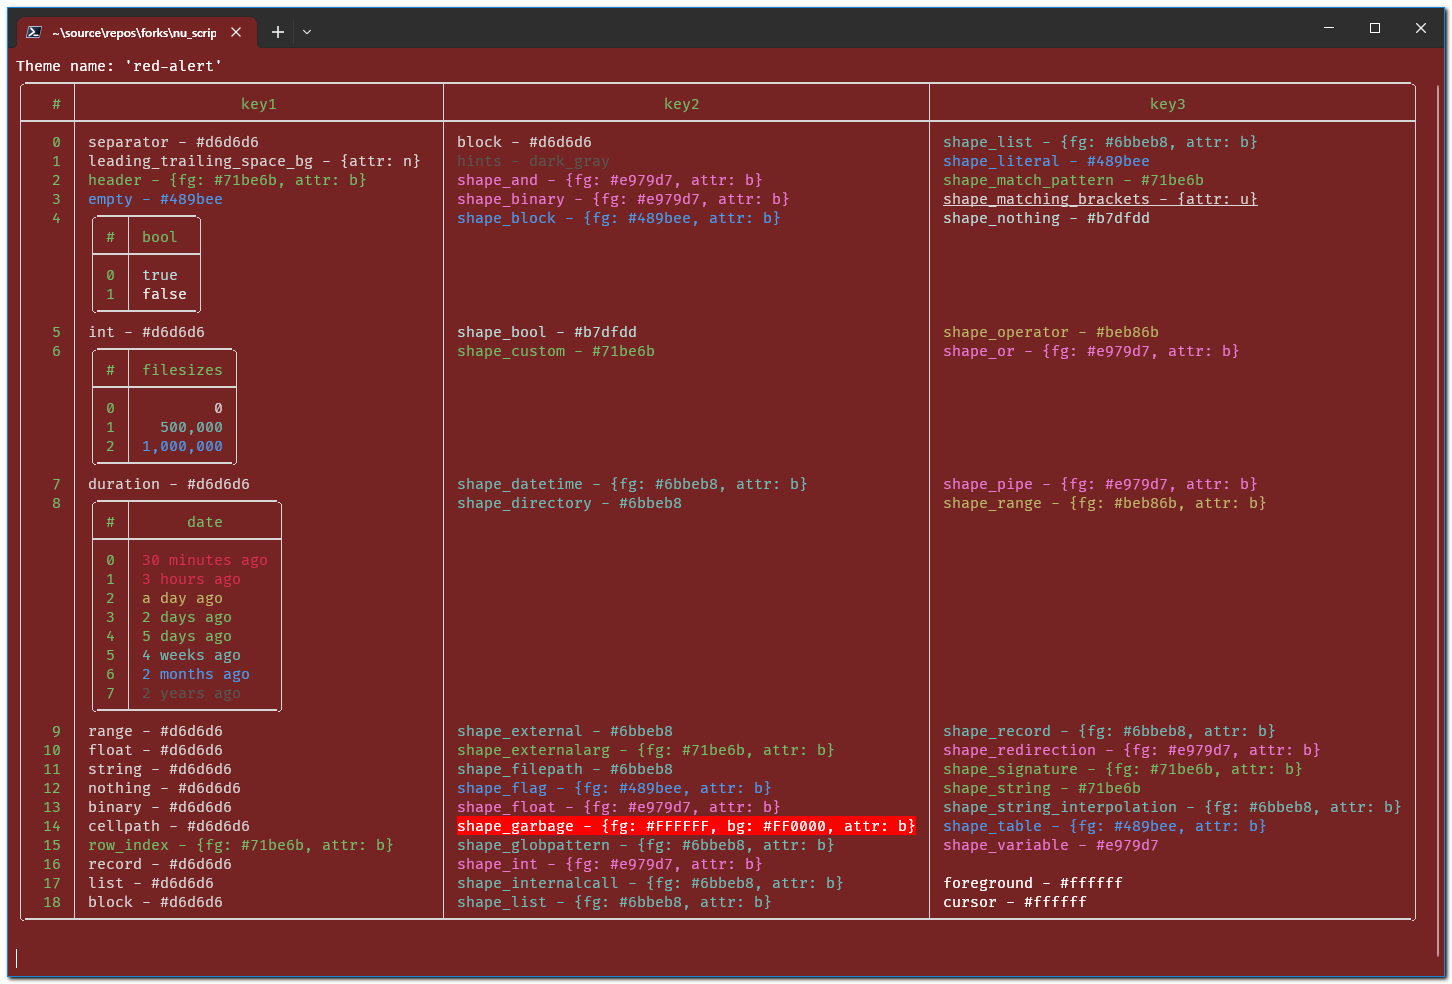 ~\source\repos\forks\nu_scrip
Theme name: 'red-alert'
# key1 key2 key3
0 separator - #d6d6d6 block - #d6d6d6 shape_list - {fg: #6bbeb8, attr: b}
1 leading_trailing_space_bg - {attr: n} hints - dark_gray shape_literal - #489bee
2 header - {fg: #71be6b, attr: b} shape_and - {fg: #e979d7, attr: b} shape_match_pattern - #71be6b
3 empty - #489bee shape_binary - {fg: #e979d7, attr: b} shape_matching_brackets - {attr: u}
4 shape_block - {fg: #489bee, attr: b} shape_nothing - #b7dfdd
# bool
0 true
1 false
5 int - #d6d6d6 shape_bool - #b7dfdd shape_operator - #beb86b
6 shape_custom - #71be6b shape_or - {fg: #e979d7, attr: b}
# filesizes
0 0
1 500,000
2 1,000,000
7 duration - #d6d6d6 shape_datetime - {fg: #6bbeb8, attr: b} shape_pipe - {fg: #e979d7, attr: b}
8 shape_directory - #6bbeb8 shape_range - {fg: #beb86b, attr: b}
# date
0 30 minutes ago
1 3 hours ago
2 a day ago
3 2 days ago
4 5 days ago
5 4 weeks ago
6 2 months ago
7 2 years ago
9 range - #d6d6d6 shape_external - #6bbeb8 shape_record - {fg: #6bbeb8, attr: b}
10 float - #d6d6d6 shape_externalarg - {fg: #71be6b, attr: b} shape_redirection - {fg: #e979d7, attr: b}
11 string - #d6d6d6 shape_filepath - #6bbeb8 shape_signature - {fg: #71be6b, attr: b}
12 nothing - #d6d6d6 shape_flag - {fg: #489bee, attr: b} shape_string - #71be6b
13 binary - #d6d6d6 shape_float - {fg: #e979d7, attr: b} shape_string_interpolation - {fg: #6bbeb8, attr: b}
14 cellpath - #d6d6d6 shape_garbage - {fg: #FFFFFF, bg: #FF0000, attr: b} shape_table - {fg: #489bee, attr: b}
15 row_index - {fg: #71be6b, attr: b} shape_globpattern - {fg: #6bbeb8, attr: b} shape_variable - #e979d7
16 record - #d6d6d6 shape_int - {fg: #e979d7, attr: b}
17 list - #d6d6d6 shape_internalcall - {fg: #6bbeb8, attr: b} foreground - #ffffff
18 block - #d6d6d6 shape_list - {fg: #6bbeb8, attr: b} cursor - #ffffff